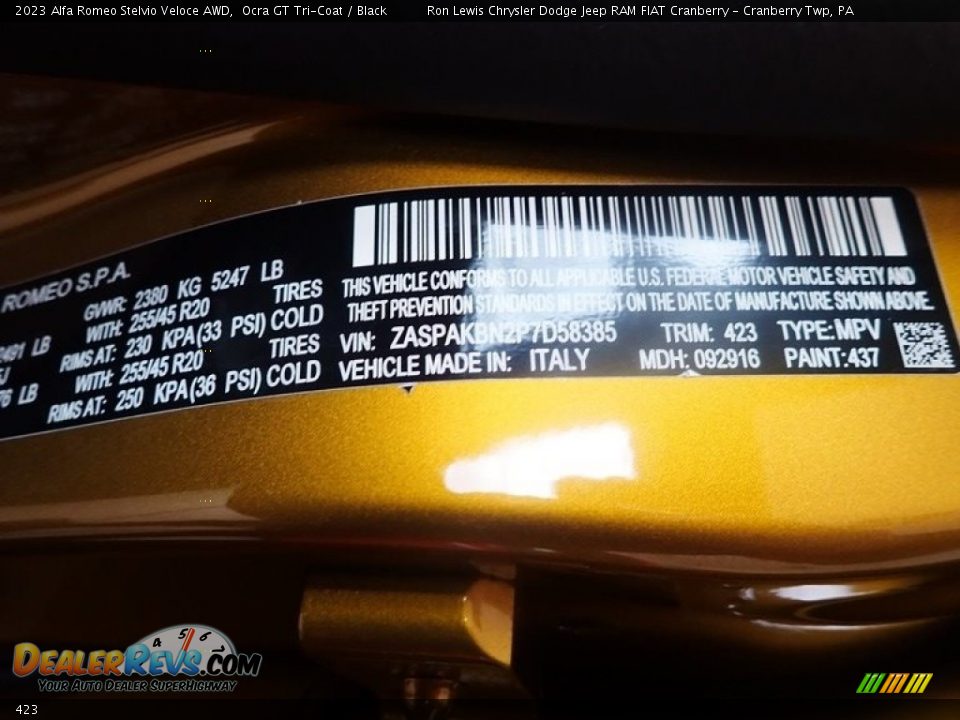 2023 Alfa Romeo Stelvio Veloce AWD, Ocra GT Tri-Coat / Black Ron Lewis Chrysler Dodge Jeep RAM FIAT Cranberry - Cranberry Twp, PA
ROMEO S.P.A.
GVWR: 2380 KG 5247 LB
LB WITH: 255/45 R20 TIRES
RIMS AT: 230 KPA(33 PSI) COLD
LB WITH: 255/45 R20 TIRES
RIMS AT: 250 KPA(36 PSI) COLD
THIS VEHICLE CONFORMS TO ALL APPLICABLE U.S. FEDERAL MOTOR VEHICLE SAFETY AND
THEFT PREVENTION STANDARDS IN EFFECT ON THE DATE OF MANUFACTURE SHOWN ABOVE.
VIN: ZASPAKBN2P7D58385 TRIM: 423 TYPE: MPV
VEHICLE MADE IN: ITALY MDH: 092916 PAINT: 437
4 5 6
DEALERREVS.COM
YOUR AUTO DEALER SUPERHIGHWAY
423